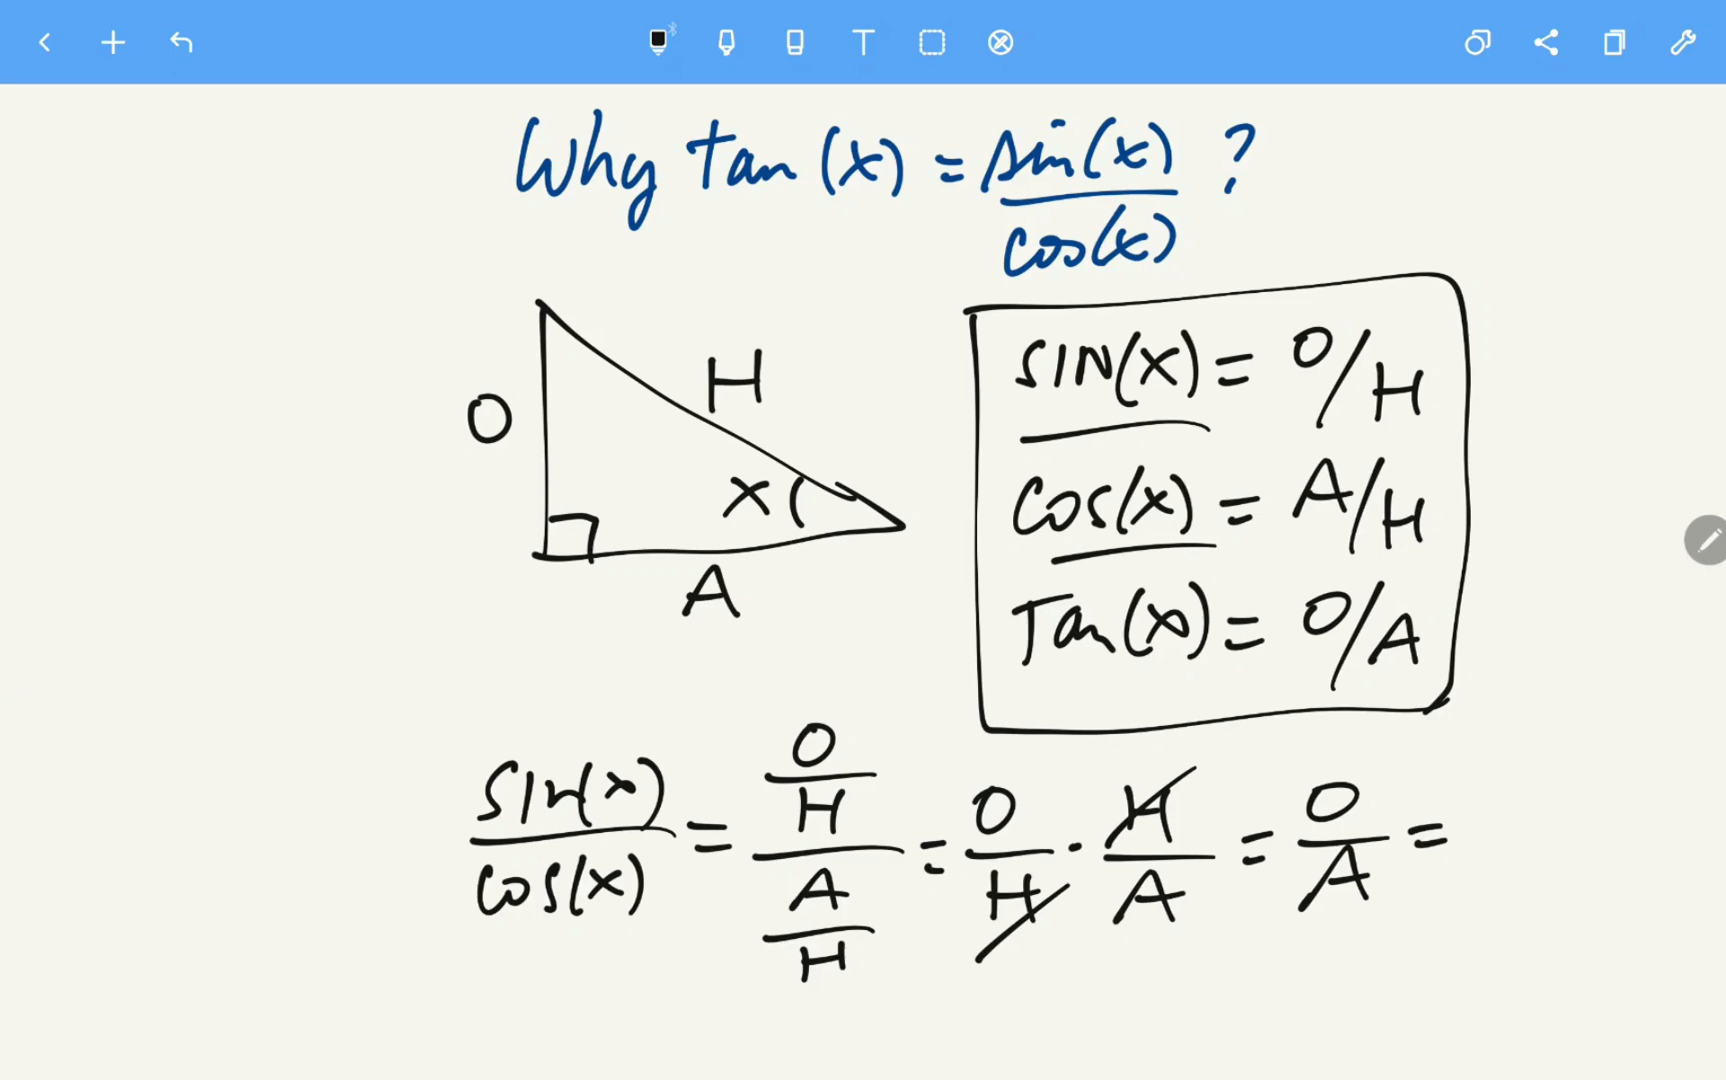 Why tan(x) = sin(x)/cos(x) ?
O
H
x
A
SIN(x) = O/H
Cos(x) = A/H
Tan(x) = O/A
Sin(x)/Cos(x) = O/H / A/H = O/H · H/A = O/A =